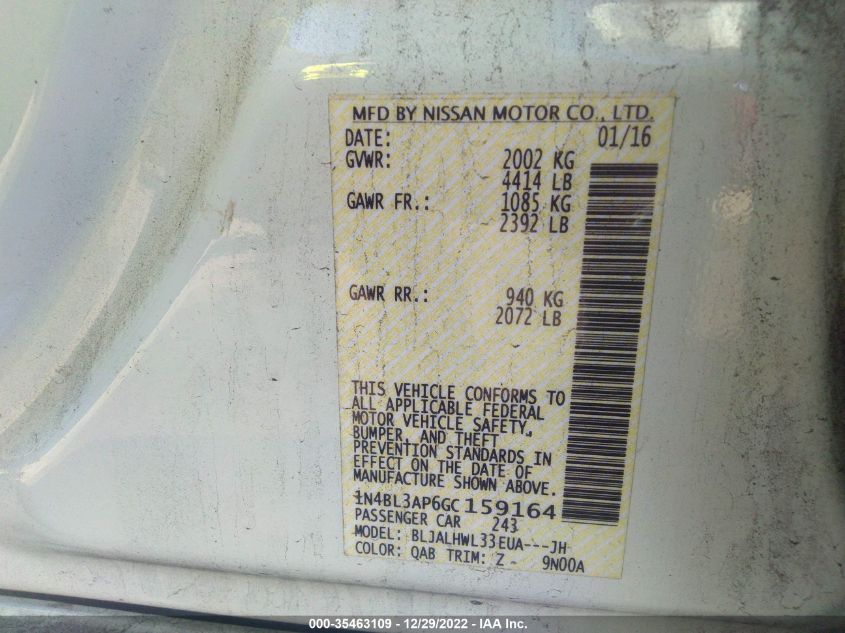 MFD BY NISSAN MOTOR CO., LTD.
DATE: 01/16
GVWR: 2002 KG
4414 LB
GAWR FR.: 1085 KG
2392 LB
GAWR RR.: 940 KG
2072 LB
THIS VEHICLE CONFORMS TO
ALL APPLICABLE FEDERAL
MOTOR VEHICLE SAFETY,
BUMPER, AND THEFT
PREVENTION STANDARDS IN
EFFECT ON THE DATE OF
MANUFACTURE SHOWN ABOVE.
1N4BL3AP6GC159164
PASSENGER CAR 243
MODEL: BLJALHWL33EUA---JH
COLOR: QAB TRIM: Z - 9N00A
000-35463109 - 12/29/2022 - IAA Inc.